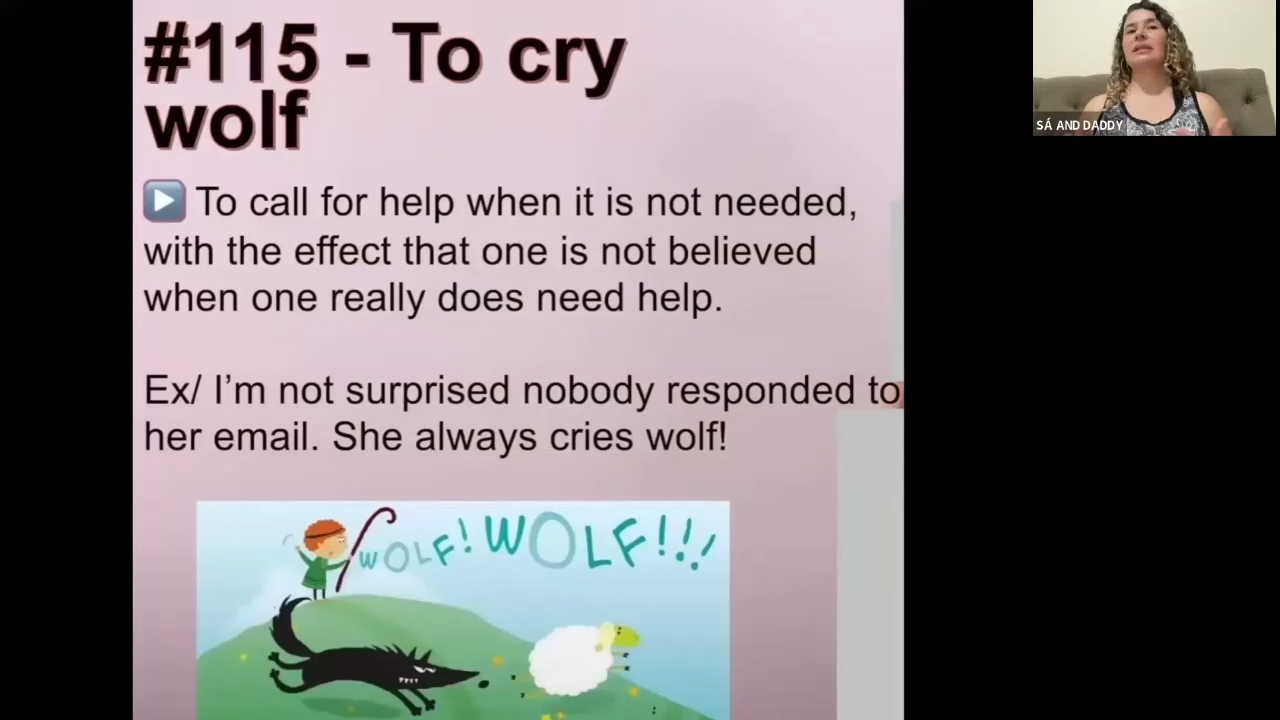 #115 - To cry
wolf
To call for help when it is not needed,
with the effect that one is not believed
when one really does need help.
Ex/ I’m not surprised nobody responded to
her email. She always cries wolf!
WOLF! WOLF!!!
SÁ AND DADDY